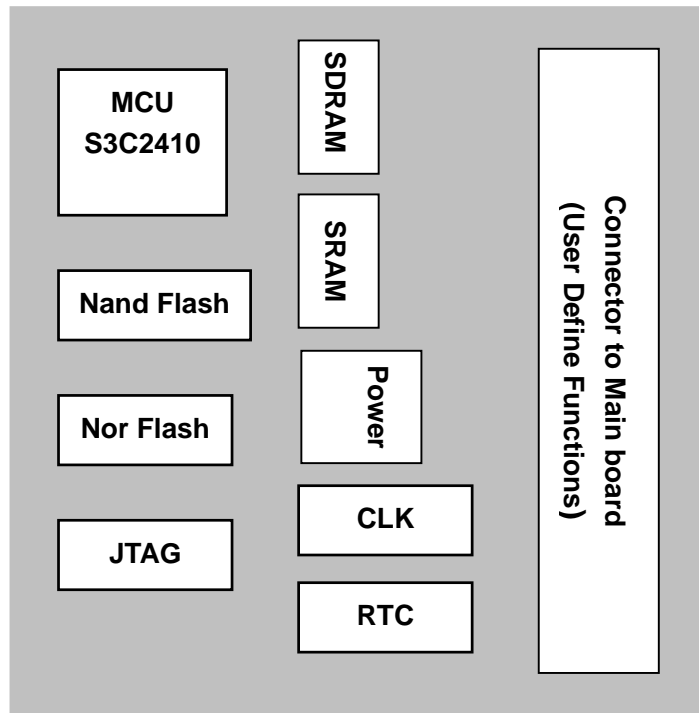 MCU
S3C2410
Nand Flash
Nor Flash
JTAG
SDRAM
SRAM
Power
CLK
RTC
Connector to Main board
(User Define Functions)